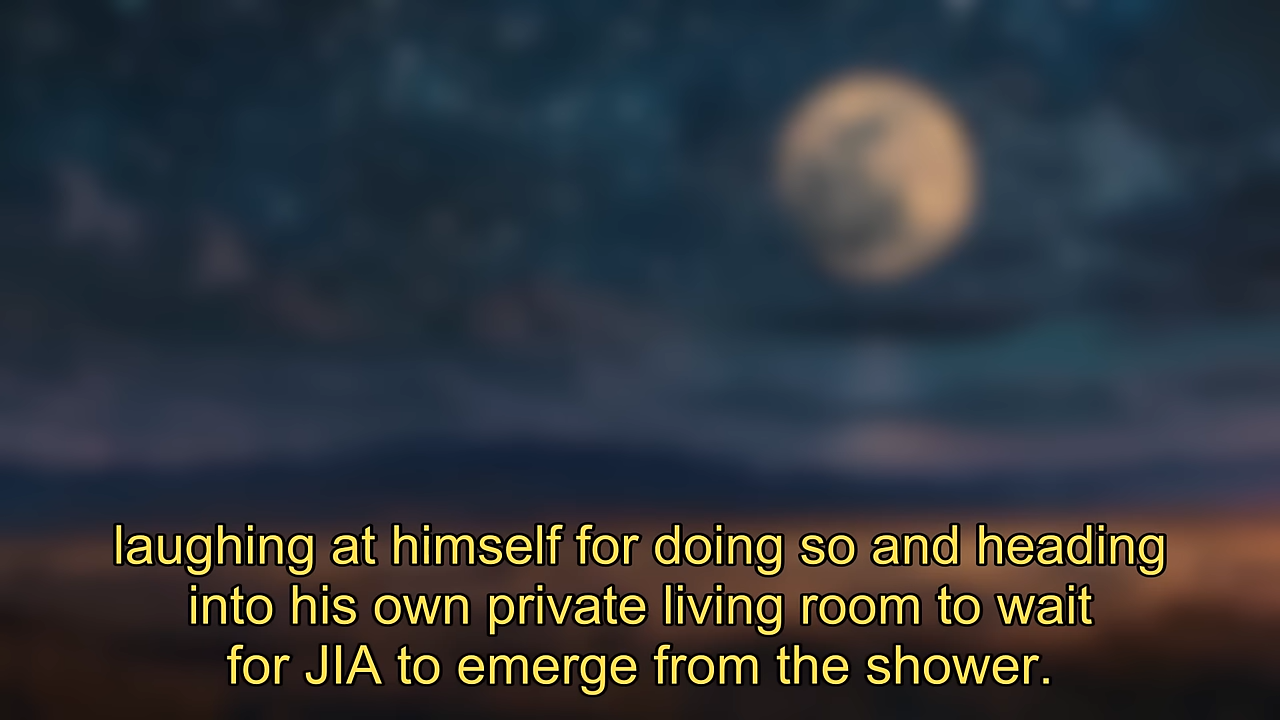 laughing at himself for doing so and heading
into his own private living room to wait
for JIA to emerge from the shower.